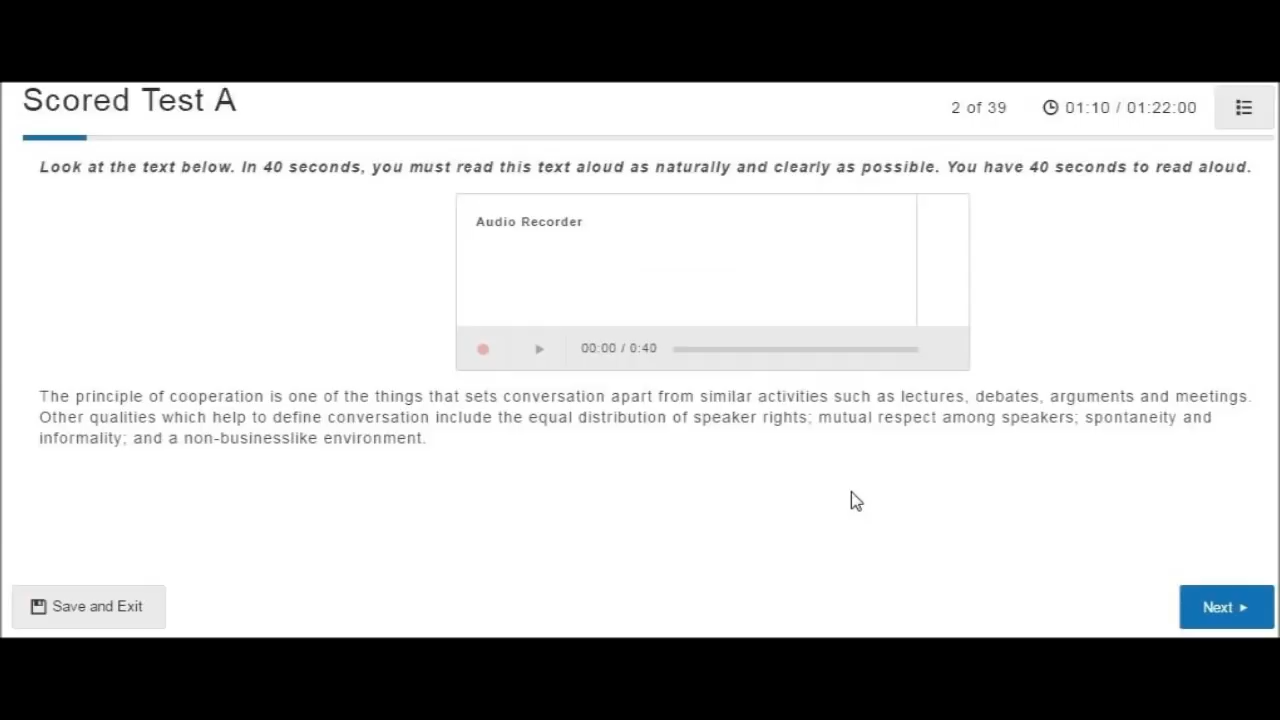 Scored Test A
2 of 39
01:10 / 01:22:00
Look at the text below. In 40 seconds, you must read this text aloud as naturally and clearly as possible. You have 40 seconds to read aloud.
Audio Recorder
00:00 / 0:40
The principle of cooperation is one of the things that sets conversation apart from similar activities such as lectures, debates, arguments and meetings.
Other qualities which help to define conversation include the equal distribution of speaker rights; mutual respect among speakers; spontaneity and
informality; and a non-businesslike environment.
Save and Exit
Next